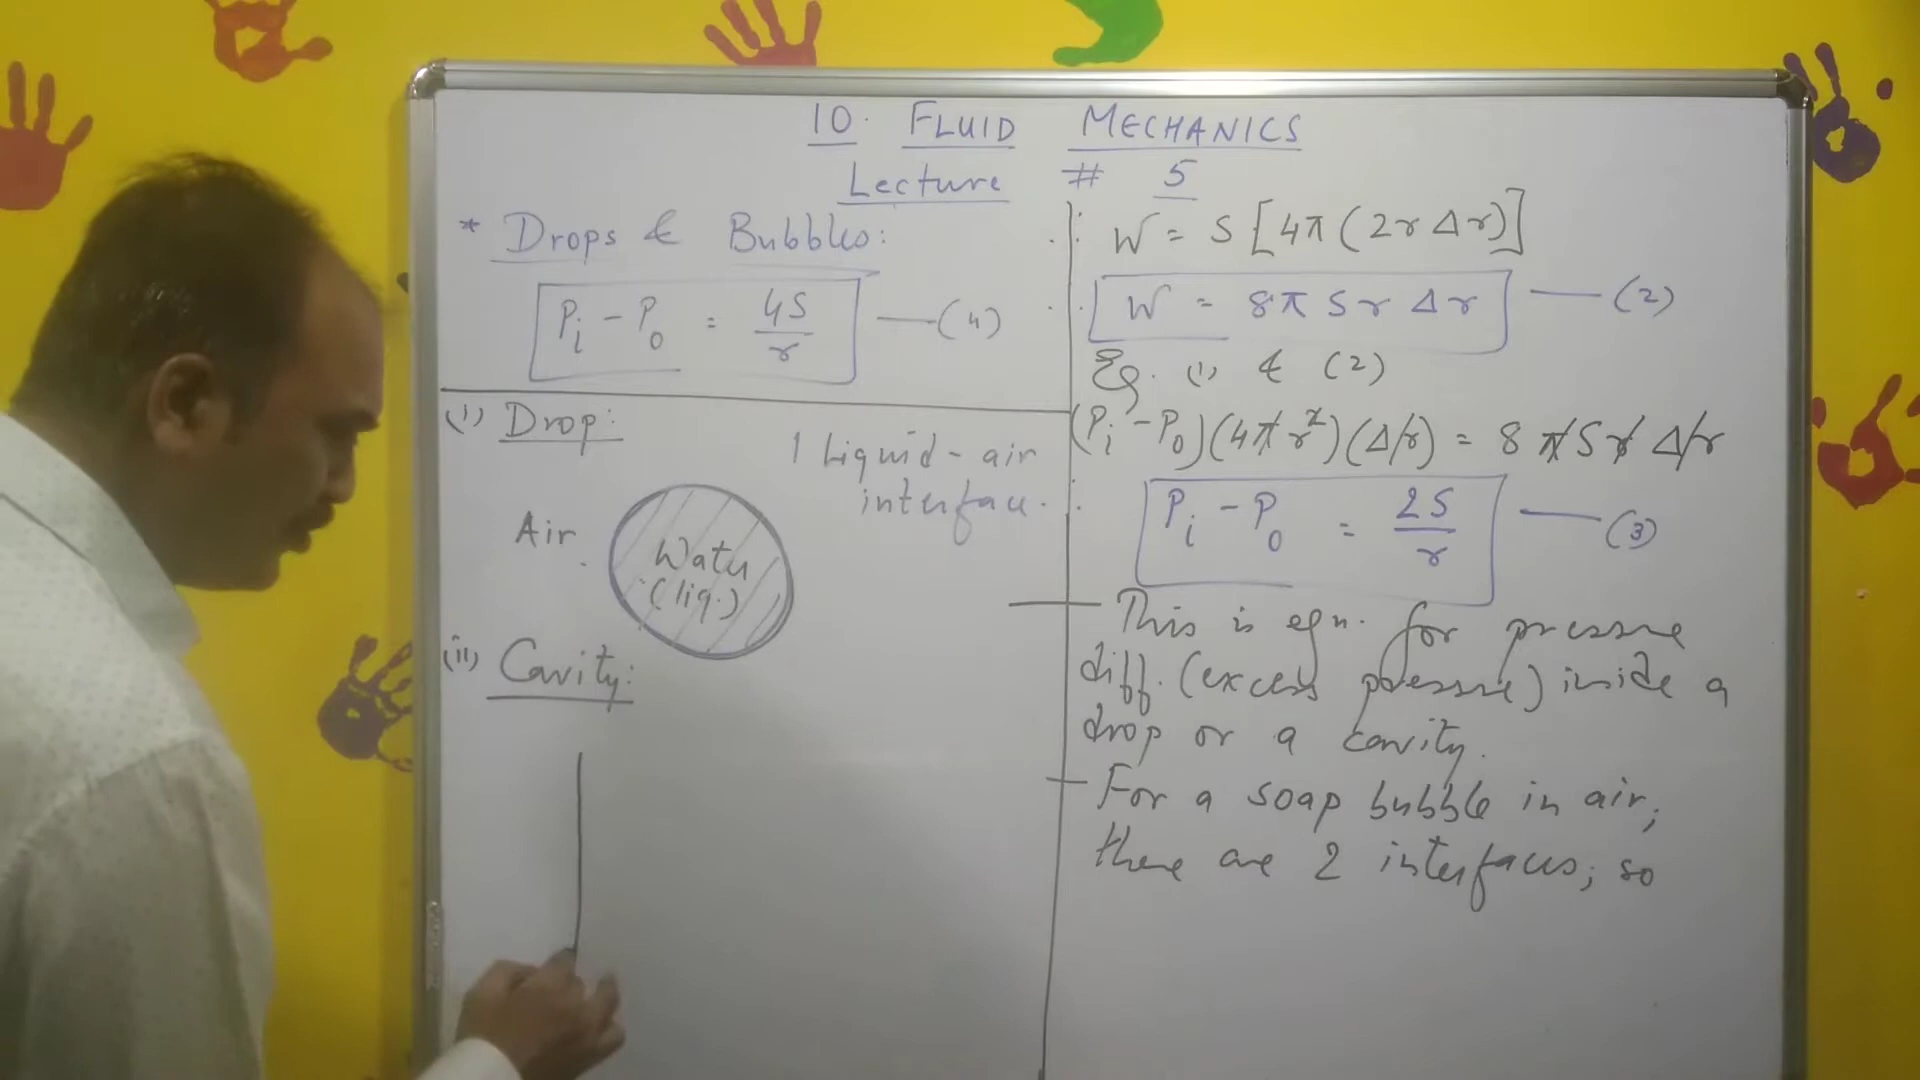 10. FLUID MECHANICS
Lecture # 5
* Drops & Bubbles:
Pi - Po = 4S/r —(4)
(i) Drop:
1 Liquid-air
interface.
Air
Water
(liq.)
(ii) Cavity:
∴ W = S [4π (2r Δr)]
∴ W = 8π S r Δr —(2)
Eq. (1) & (2)
(Pi - Po)(4π r²)(Δr) = 8 π S r Δr
∴ Pi - Po = 2S/r —(3)
— This is eqn. for pressure
diff. (excess pressure) inside a
drop or a cavity.
— For a soap bubble in air;
there are 2 interfaces; so